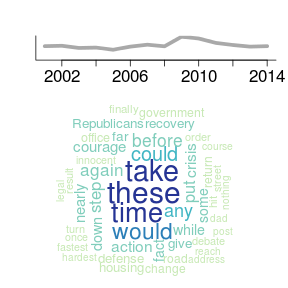 2002 2006 2010 2014
finally
government
Republicans recovery
office far before order
courage could course
innocent crisis
again take return
legal result step these put street
nearly time any some hit nothing
down would dad
turn while post
once action fact give debate
fastest reach
hardest defense road address
housing change